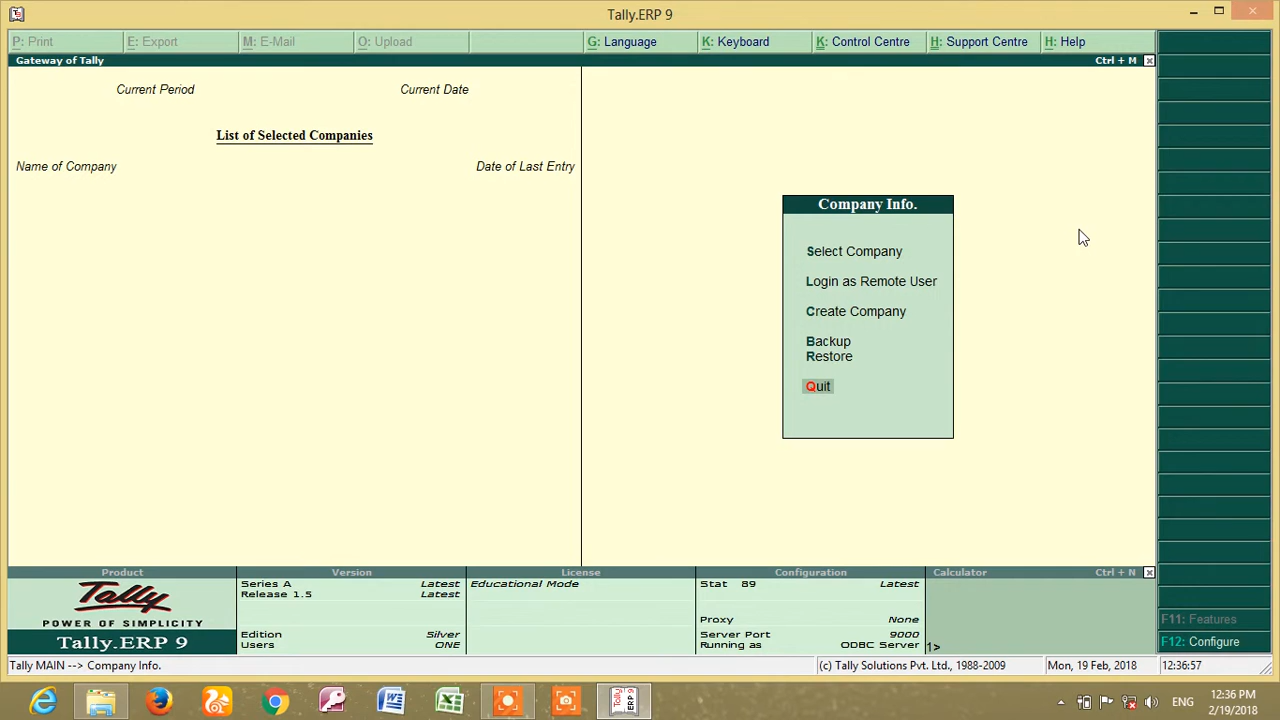 Tally.ERP 9
P: Print E: Export M: E-Mail O: Upload G: Language K: Keyboard K: Control Centre H: Support Centre H: Help
Gateway of Tally Ctrl + M
Current Period Current Date
List of Selected Companies
Name of Company Date of Last Entry
Company Info.
Select Company
Login as Remote User
Create Company
Backup
Restore
Quit
Product Version License Configuration Calculator Ctrl + N
Tally
POWER OF SIMPLICITY
Tally.ERP 9
Series A Latest
Release 1.5 Latest
Edition Silver
Users ONE
Educational Mode
Stat 89 Latest
Proxy None
Server Port 9000
Running as ODBC Server
1>
F11: Features
F12: Configure
Tally MAIN --> Company Info. (c) Tally Solutions Pvt. Ltd., 1988-2009 Mon, 19 Feb, 2018 12:36:57
Tally ERP 9
ENG
12:36 PM
2/19/2018